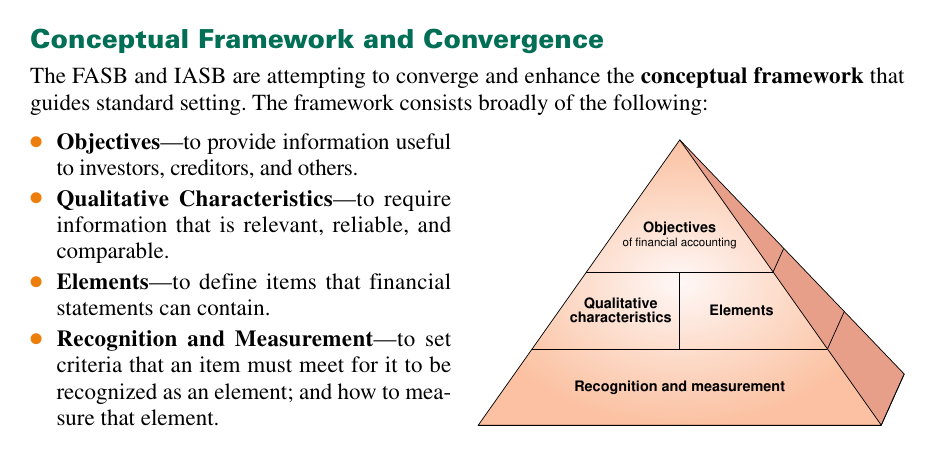 Conceptual Framework and Convergence
The FASB and IASB are attempting to converge and enhance the conceptual framework that
guides standard setting. The framework consists broadly of the following:
● Objectives—to provide information useful
to investors, creditors, and others.
● Qualitative Characteristics—to require
information that is relevant, reliable, and
comparable.
● Elements—to define items that financial
statements can contain.
● Recognition and Measurement—to set
criteria that an item must meet for it to be
recognized as an element; and how to mea-
sure that element.
Objectives
of financial accounting
Qualitative
characteristics
Elements
Recognition and measurement